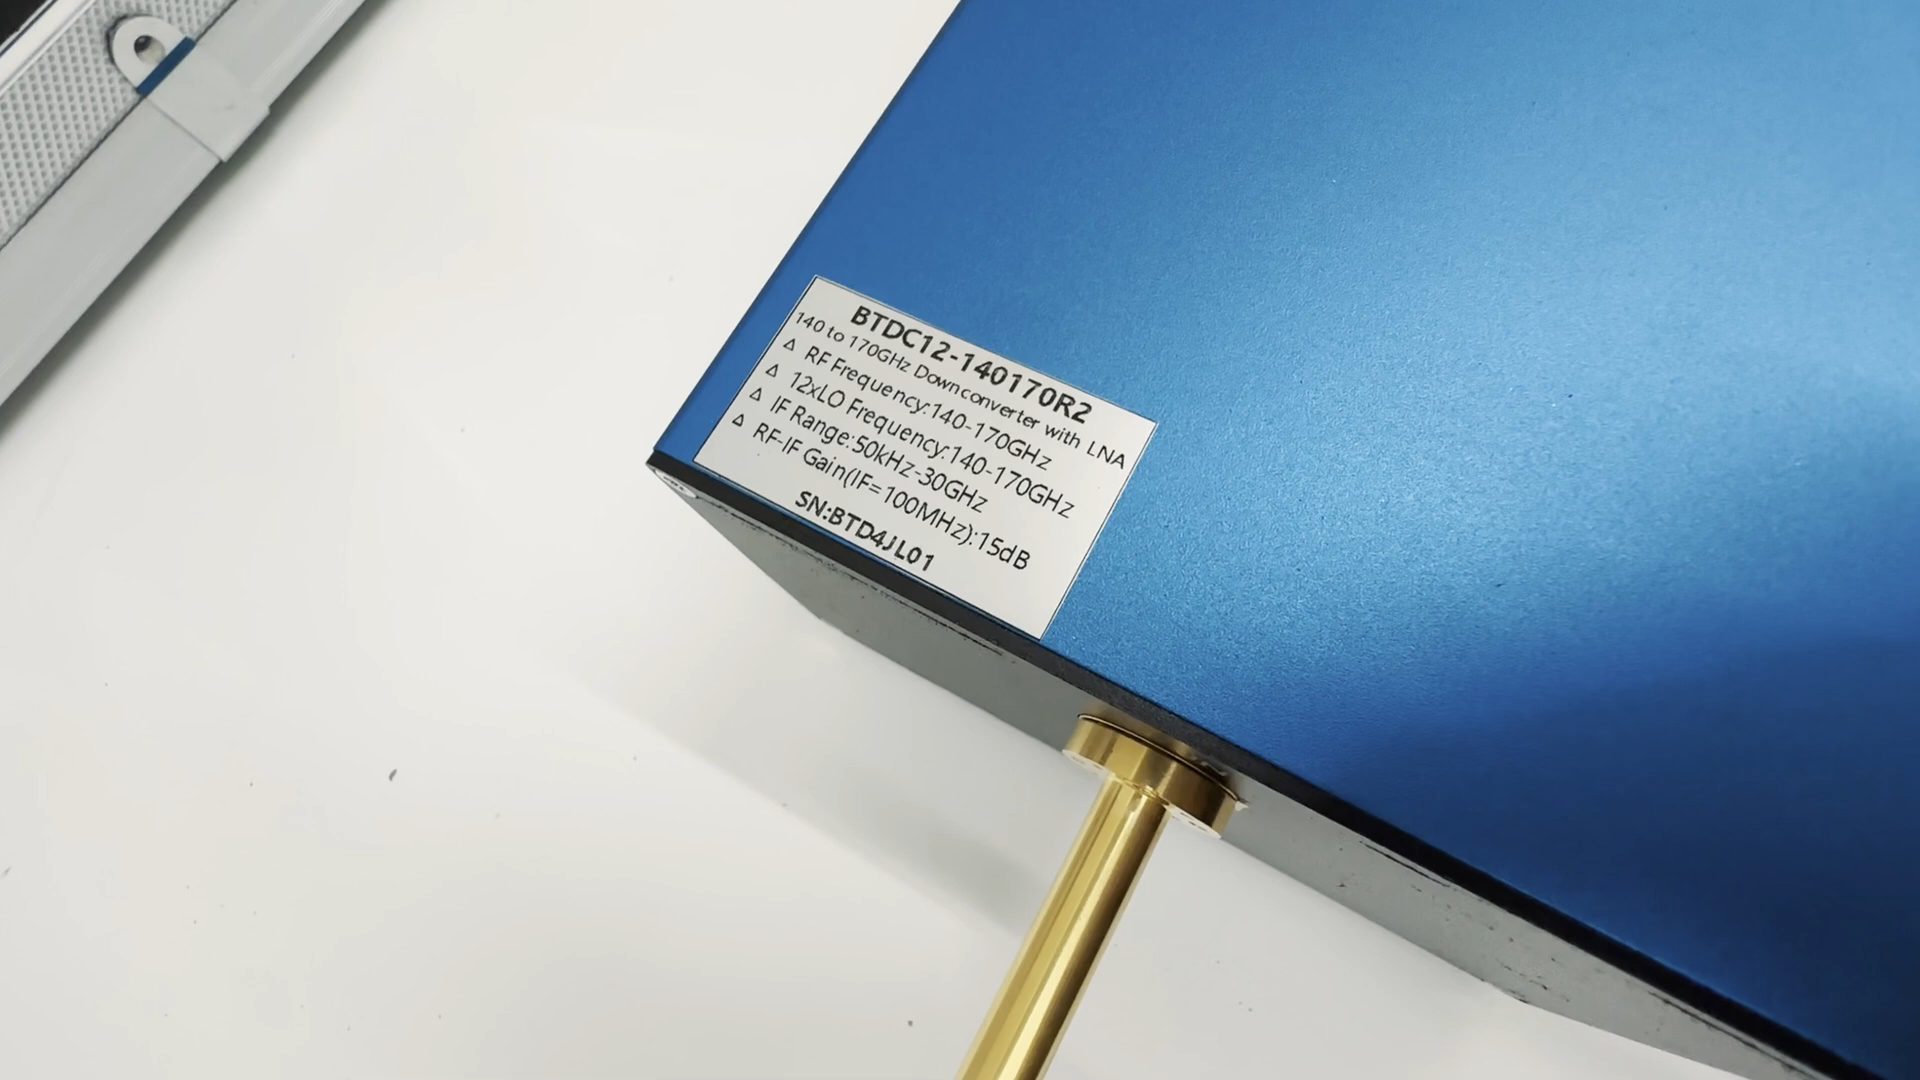 BTDC12-140170R2
140 to 170GHz Downconverter with LNA
Δ RF Frequency:140-170GHz
Δ 12xLO Frequency:140-170GHz
Δ IF Range:50kHz-30GHz
Δ RF-IF Gain(IF=100MHz):15dB
SN:BTD4JL01